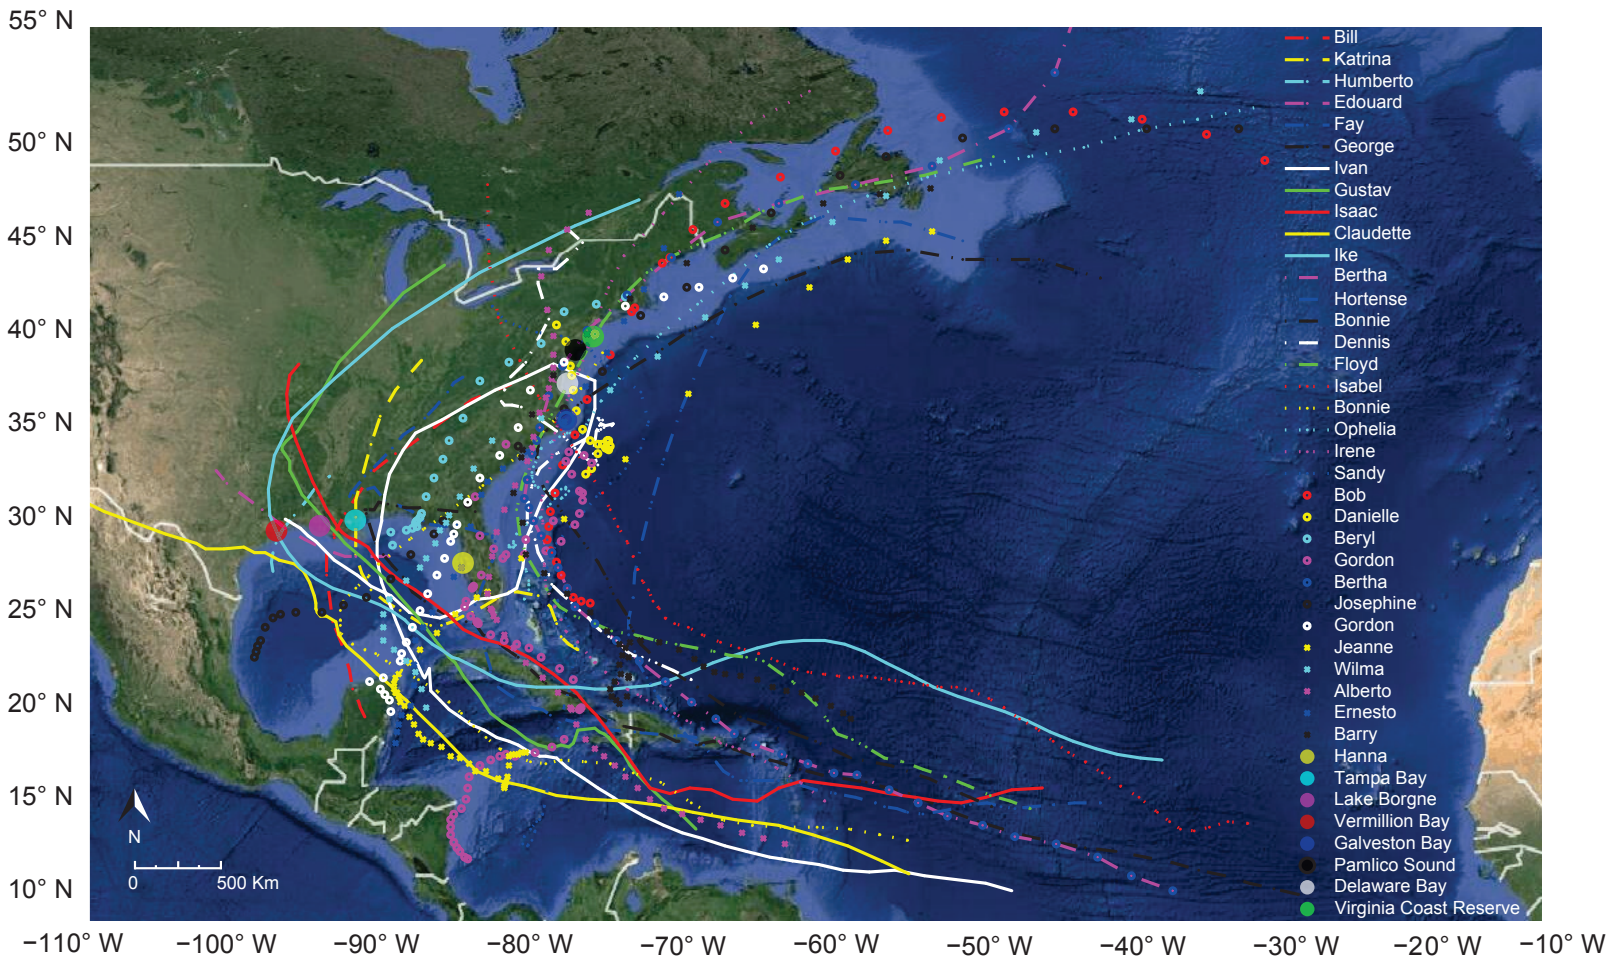 55° N
50° N
45° N
40° N
35° N
30° N
25° N
20° N
15° N
10° N
N
0 500 Km
−110° W −100° W −90° W −80° W −70° W −60° W −50° W −40° W −30° W −20° W −10° W
Bill
Katrina
Humberto
Edouard
Fay
George
Ivan
Gustav
Isaac
Claudette
Ike
Bertha
Hortense
Bonnie
Dennis
Floyd
Isabel
Bonnie
Ophelia
Irene
Sandy
Bob
Danielle
Beryl
Gordon
Bertha
Josephine
Gordon
Jeanne
Wilma
Alberto
Ernesto
Barry
Hanna
Tampa Bay
Lake Borgne
Vermillion Bay
Galveston Bay
Pamlico Sound
Delaware Bay
Virginia Coast Reserve